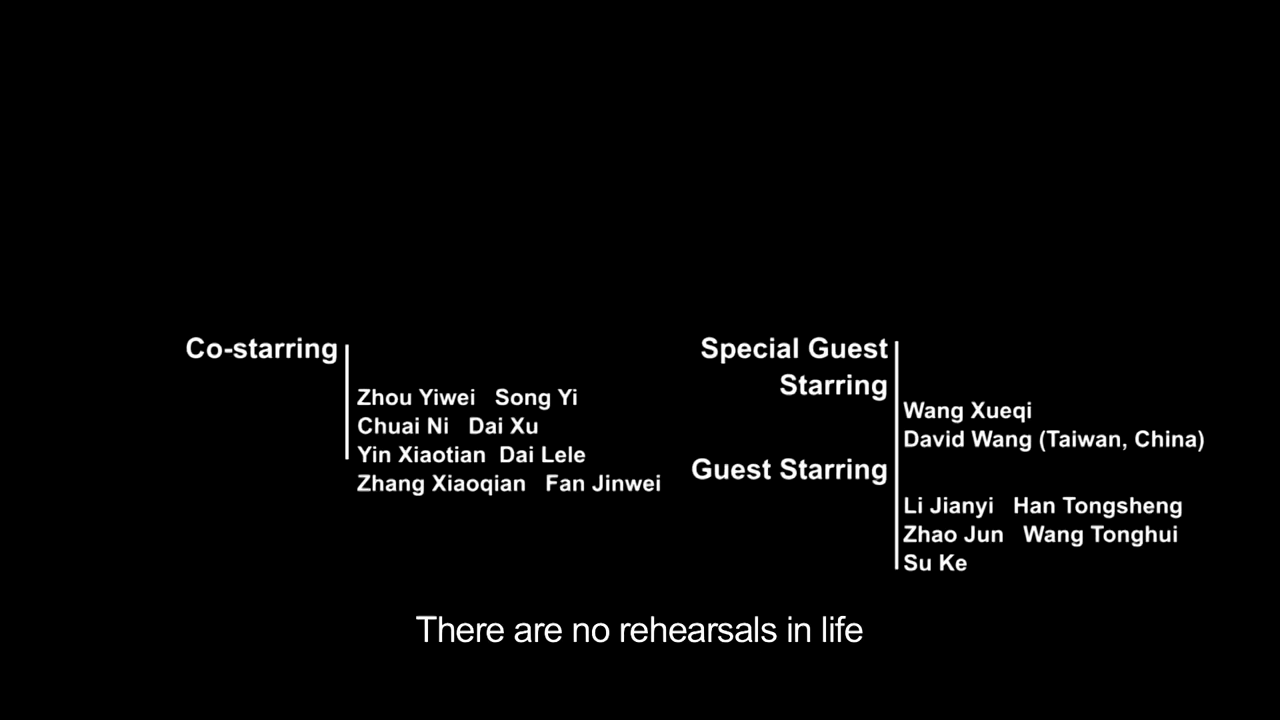 Co-starring
Zhou Yiwei Song Yi
Chuai Ni Dai Xu
Yin Xiaotian Dai Lele
Zhang Xiaoqian Fan Jinwei
Special Guest
Starring
Wang Xueqi
David Wang (Taiwan, China)
Guest Starring
Li Jianyi Han Tongsheng
Zhao Jun Wang Tonghui
Su Ke
There are no rehearsals in life